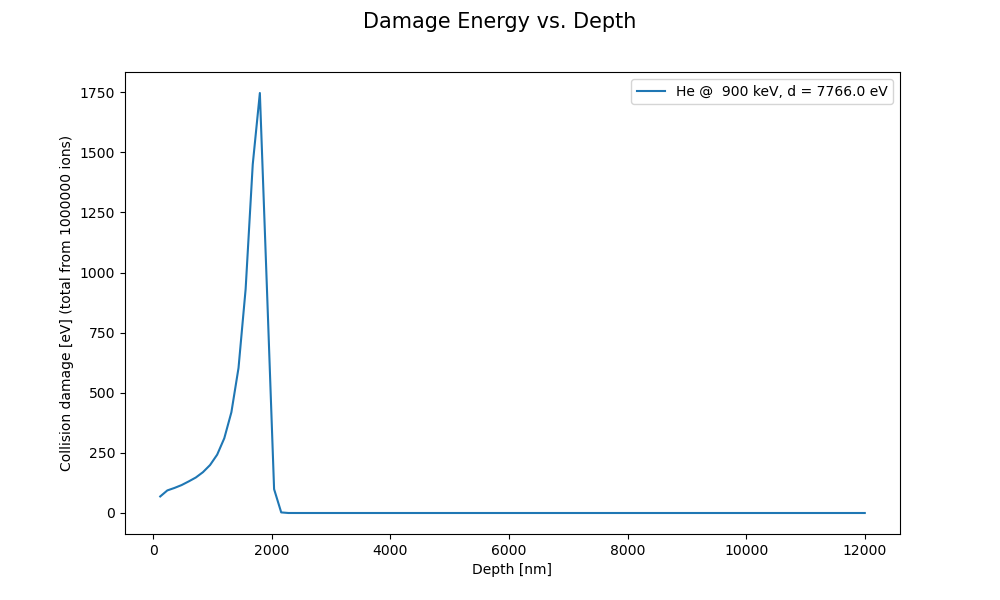 Damage Energy vs. Depth
He @  900 keV, d = 7766.0 eV
Collision damage [eV] (total from 1000000 ions)
1750
1500
1250
1000
750
500
250
0
0 2000 4000 6000 8000 10000 12000
Depth [nm]